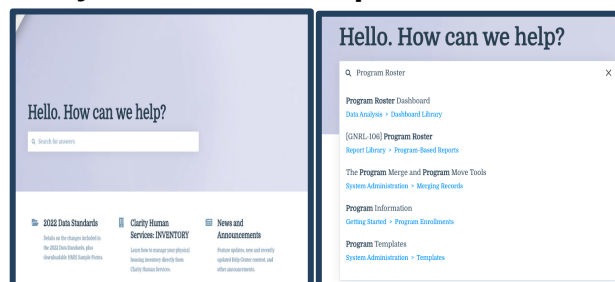 Hello. How can we help?
Search for answers
2022 Data Standards
Details on the changes included in
the 2022 Data Standards, plus
downloadable HMIS Sample Forms.
Clarity Human
Services: INVENTORY
Learn how to manage your physical
housing inventory directly from
Clarity Human Services.
News and
Announcements
Feature updates, new and recently
updated Help Center content, and
other announcements.
Hello. How can we help?
Program Roster X
Program Roster Dashboard
Data Analysis > Dashboard Library
[GNRL-106] Program Roster
Report Library > Program-Based Reports
The Program Merge and Program Move Tools
System Administration > Merging Records
Program Information
Getting Started > Program Enrollments
Program Templates
System Administration > Templates